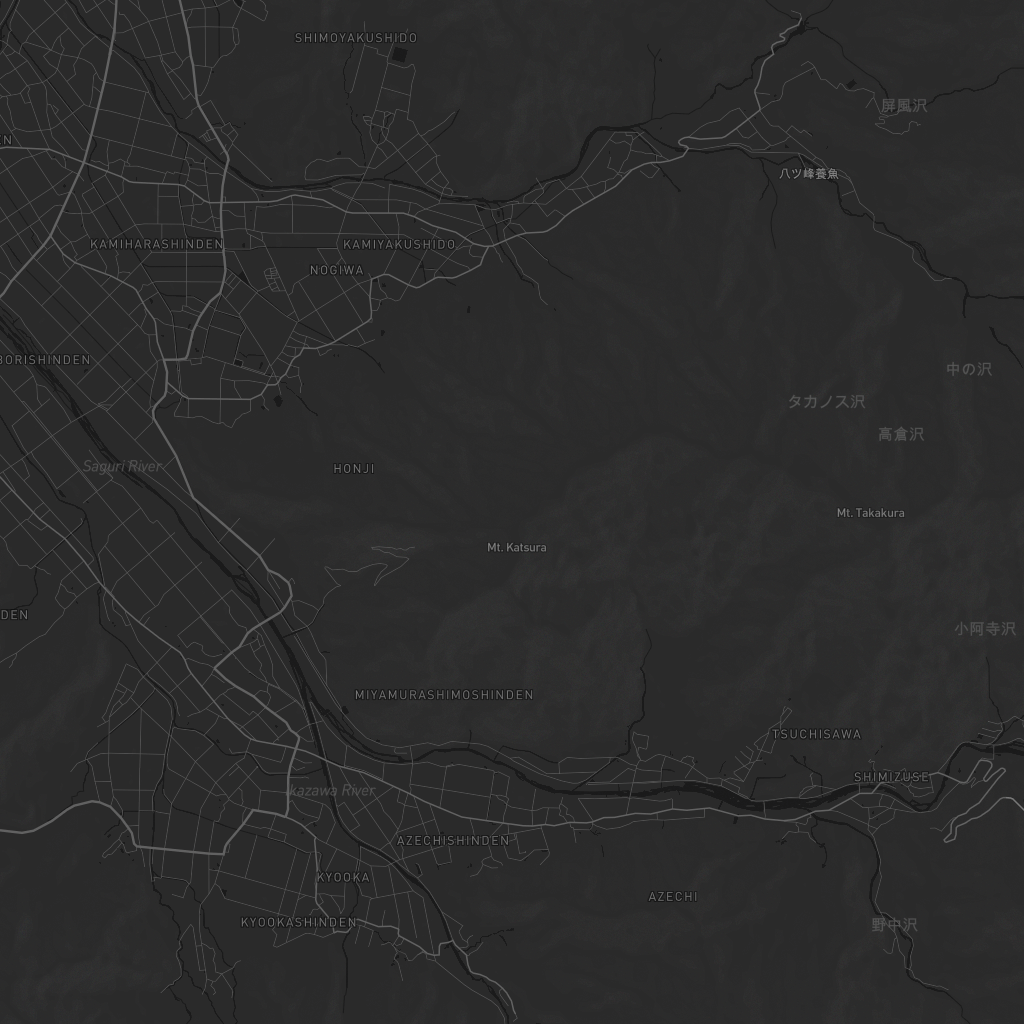 SHIMOYAKUSHIDO
屏風沢
EN
八ツ峰養魚
KAMIHARASHINDEN
KAMIYAKUSHIDO
NOGIWA
BORISHINDEN
中の沢
タカノス沢
高倉沢
Saguri River
HONJI
Mt. Takakura
Mt. Katsura
DEN
小阿寺沢
MIYAMURASHIMOSHINDEN
TSUCHISAWA
SHIMIZUSE
kazawa River
AZECHISHINDEN
KYOOKA
AZECHI
KYOOKASHINDEN
野中沢